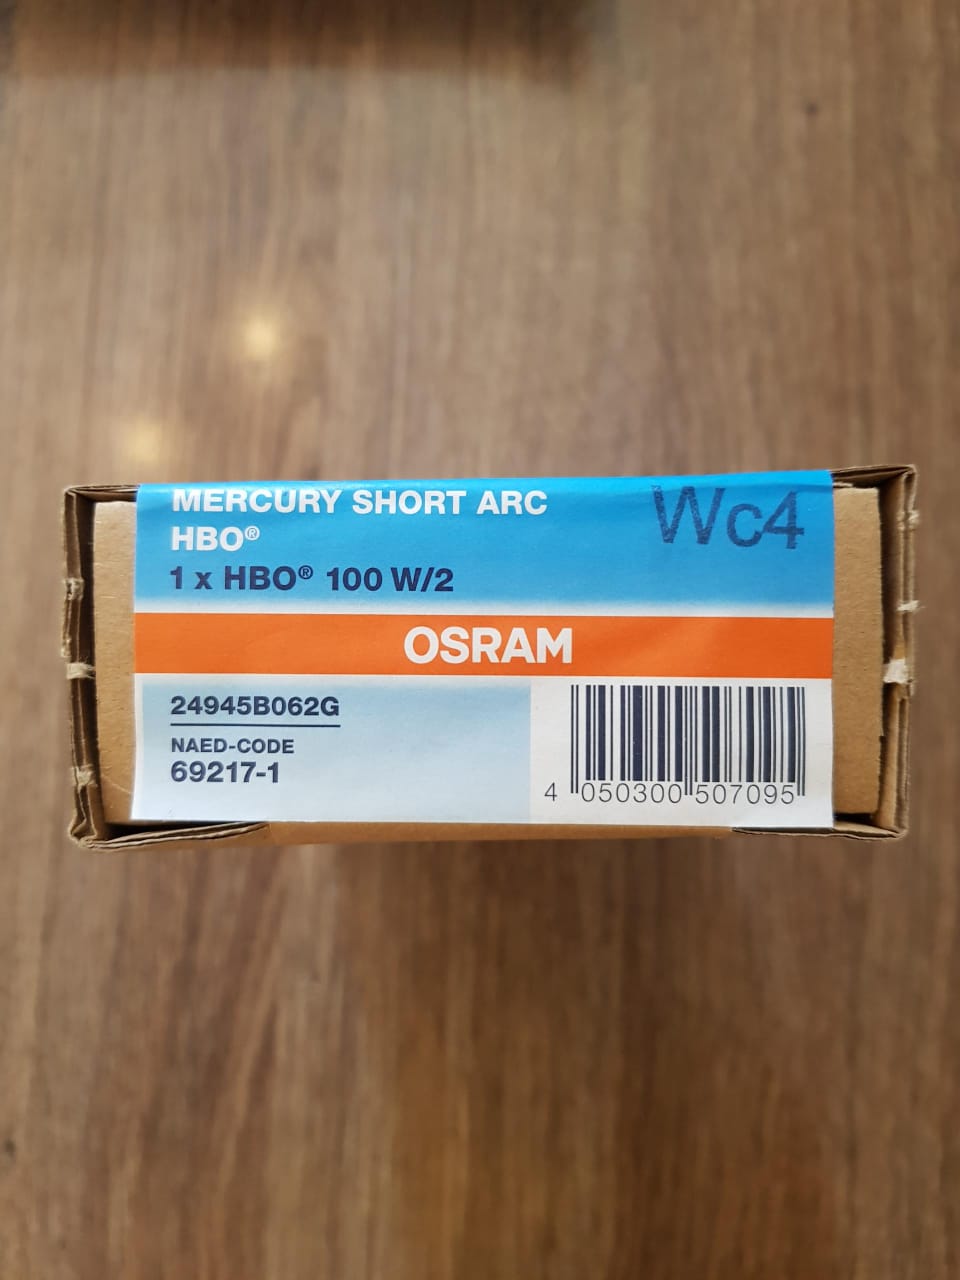 MERCURY SHORT ARC
HBO®
1 x HBO® 100 W/2
Wc4
OSRAM
24945B062G
NAED-CODE
69217-1
4 050300 507095